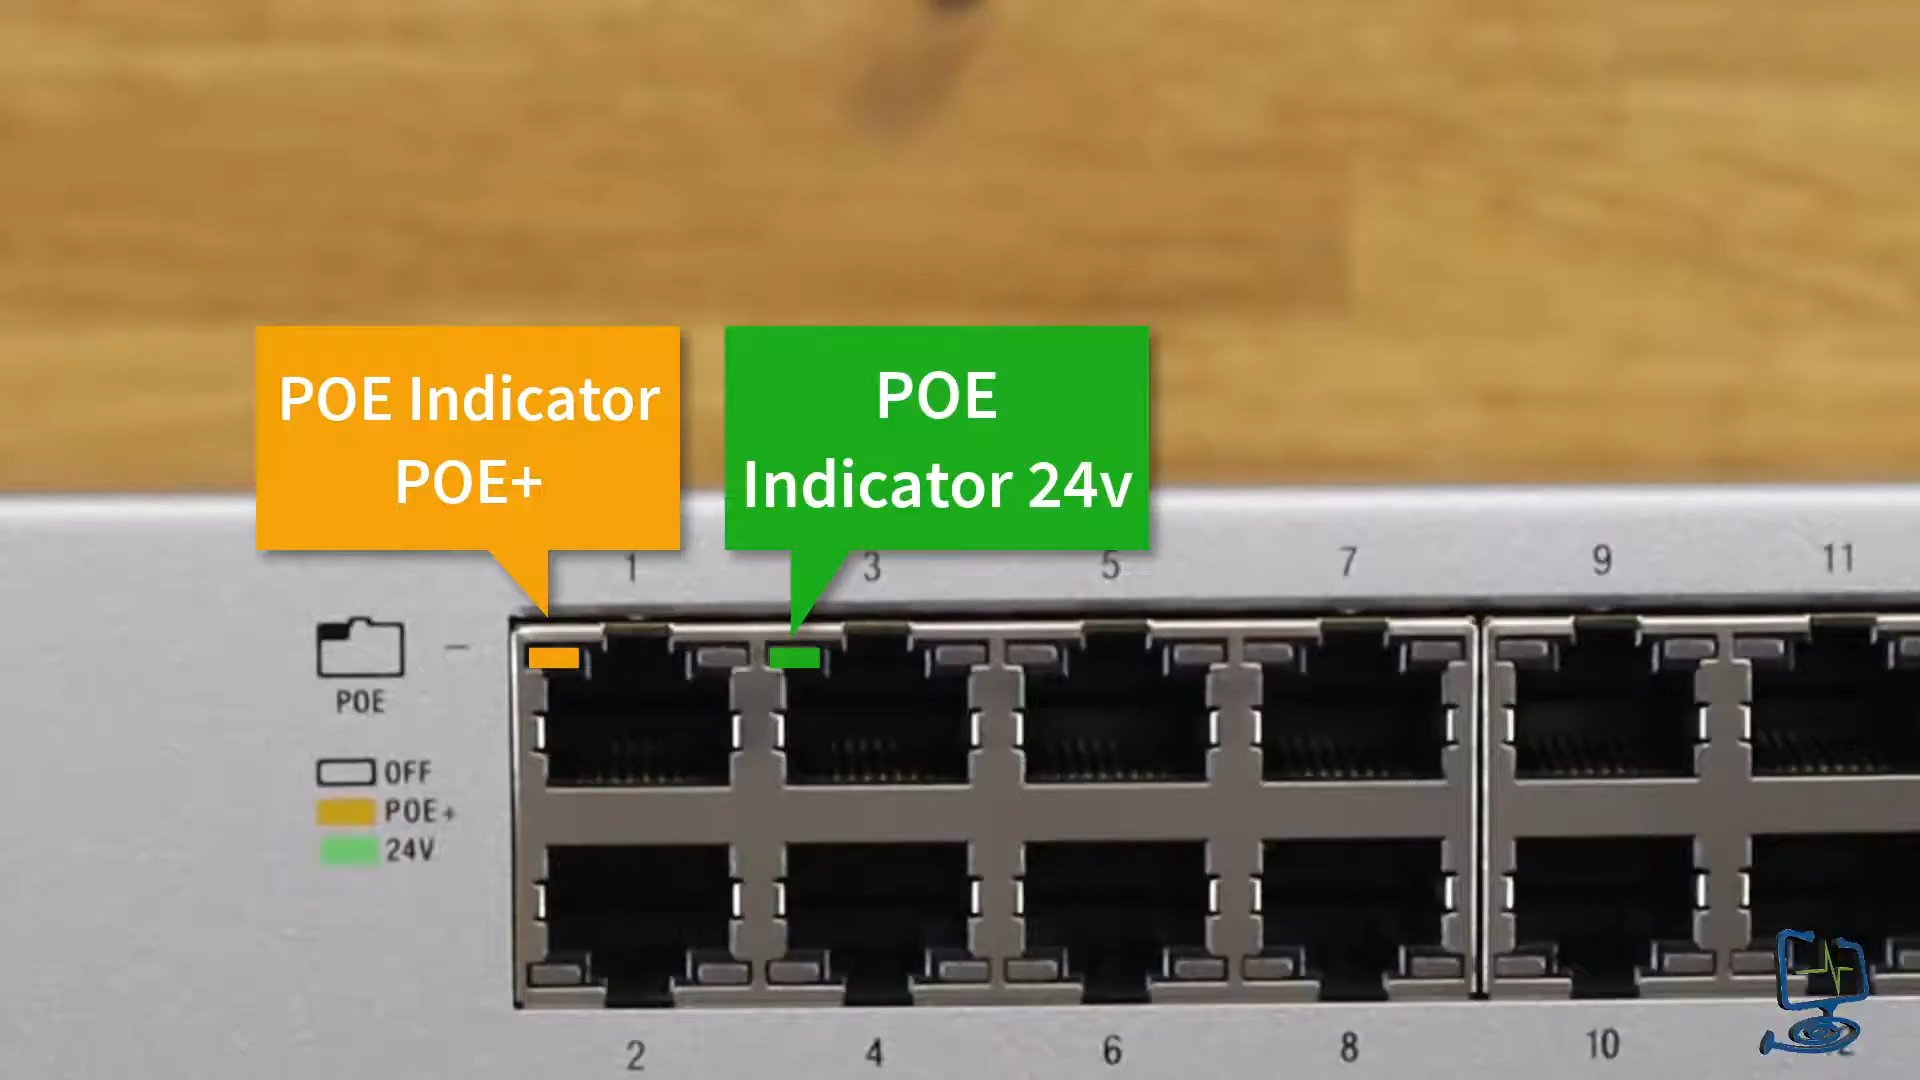 POE Indicator
POE+
POE
Indicator 24v
1
3
5
7
9
11
POE
OFF
POE+
24V
2
4
6
8
10